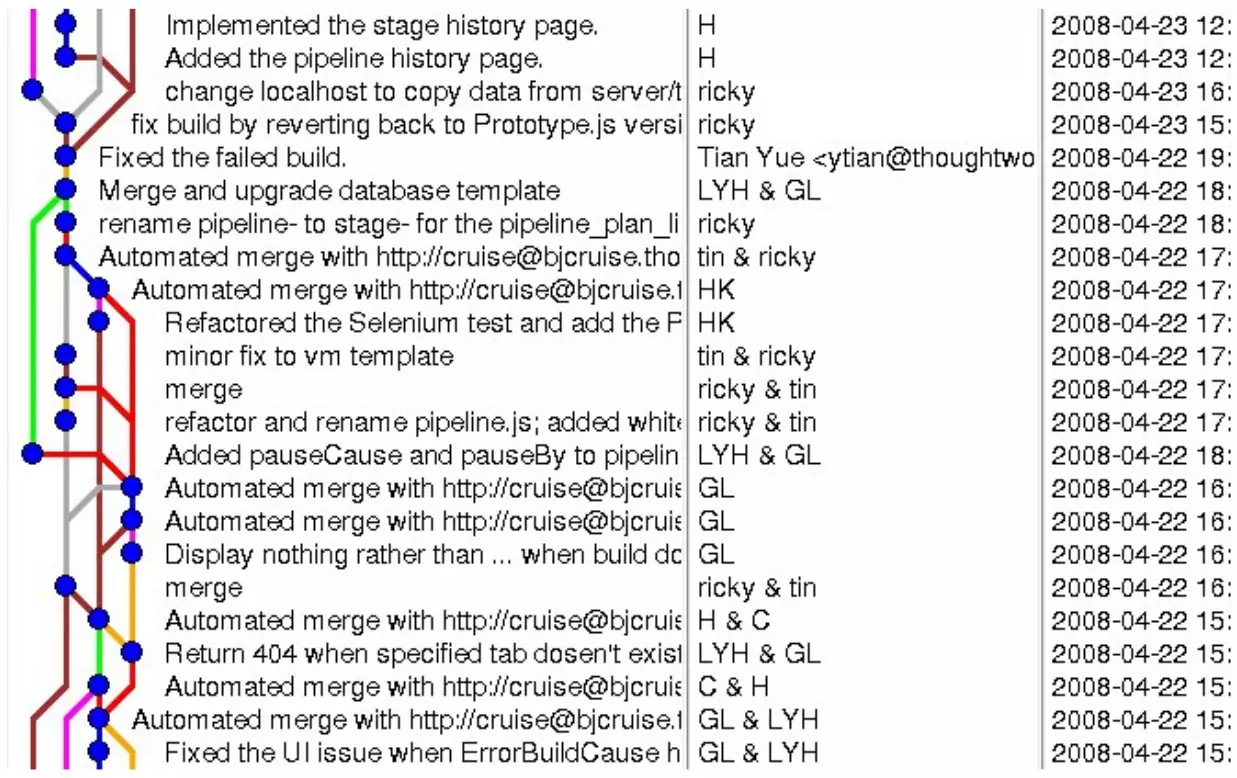 Implemented the stage history page. H 2008-04-23 12:
Added the pipeline history page. H 2008-04-23 12:
change localhost to copy data from server/t ricky 2008-04-23 16:
fix build by reverting back to Prototype.js versi ricky 2008-04-23 15:
Fixed the failed build. Tian Yue <ytian@thoughtwo 2008-04-22 19:
Merge and upgrade database template LYH & GL 2008-04-22 18:
rename pipeline- to stage- for the pipeline_plan_li ricky 2008-04-22 18:
Automated merge with http://cruise@bjcruise.tho tin & ricky 2008-04-22 17:
Automated merge with http://cruise@bjcruise.t HK 2008-04-22 17:
Refactored the Selenium test and add the P HK 2008-04-22 17:
minor fix to vm template tin & ricky 2008-04-22 17:
merge ricky & tin 2008-04-22 17:
refactor and rename pipeline.js; added white ricky & tin 2008-04-22 17:
Added pauseCause and pauseBy to pipelin LYH & GL 2008-04-22 18:
Automated merge with http://cruise@bjcruis GL 2008-04-22 16:
Automated merge with http://cruise@bjcruis GL 2008-04-22 16:
Display nothing rather than ... when build do GL 2008-04-22 16:
merge ricky & tin 2008-04-22 16:
Automated merge with http://cruise@bjcruis H & C 2008-04-22 15:
Return 404 when specified tab dosen't exist LYH & GL 2008-04-22 15:
Automated merge with http://cruise@bjcruis C & H 2008-04-22 15:
Automated merge with http://cruise@bjcruise.t GL & LYH 2008-04-22 15:
Fixed the UI issue when ErrorBuildCause h GL & LYH 2008-04-22 15: